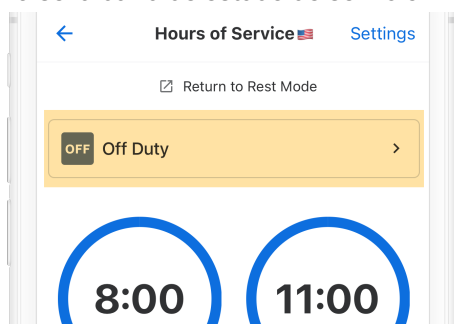 Hours of Service🇺🇸 Settings
Return to Rest Mode
OFF Off Duty
8:00 11:00